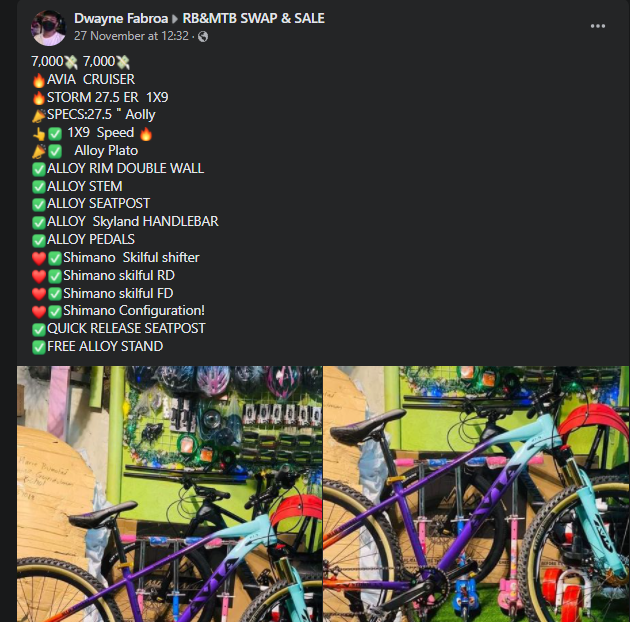 Dwayne Fabroa ▸ RB&MTB SWAP & SALE
27 November at 12:32 ·
7,000💸 7,000💸
🔥AVIA CRUISER
🔥STORM 27.5 ER 1X9
🎉SPECS:27.5 " Aolly
👆✅ 1X9 Speed 🔥
🎉✅ Alloy Plato
✅ALLOY RIM DOUBLE WALL
✅ALLOY STEM
✅ALLOY SEATPOST
✅ALLOY Skyland HANDLEBAR
✅ALLOY PEDALS
❤️✅Shimano Skilful shifter
❤️✅Shimano skilful RD
❤️✅Shimano skilful FD
❤️✅Shimano Configuration!
✅QUICK RELEASE SEATPOST
✅FREE ALLOY STAND